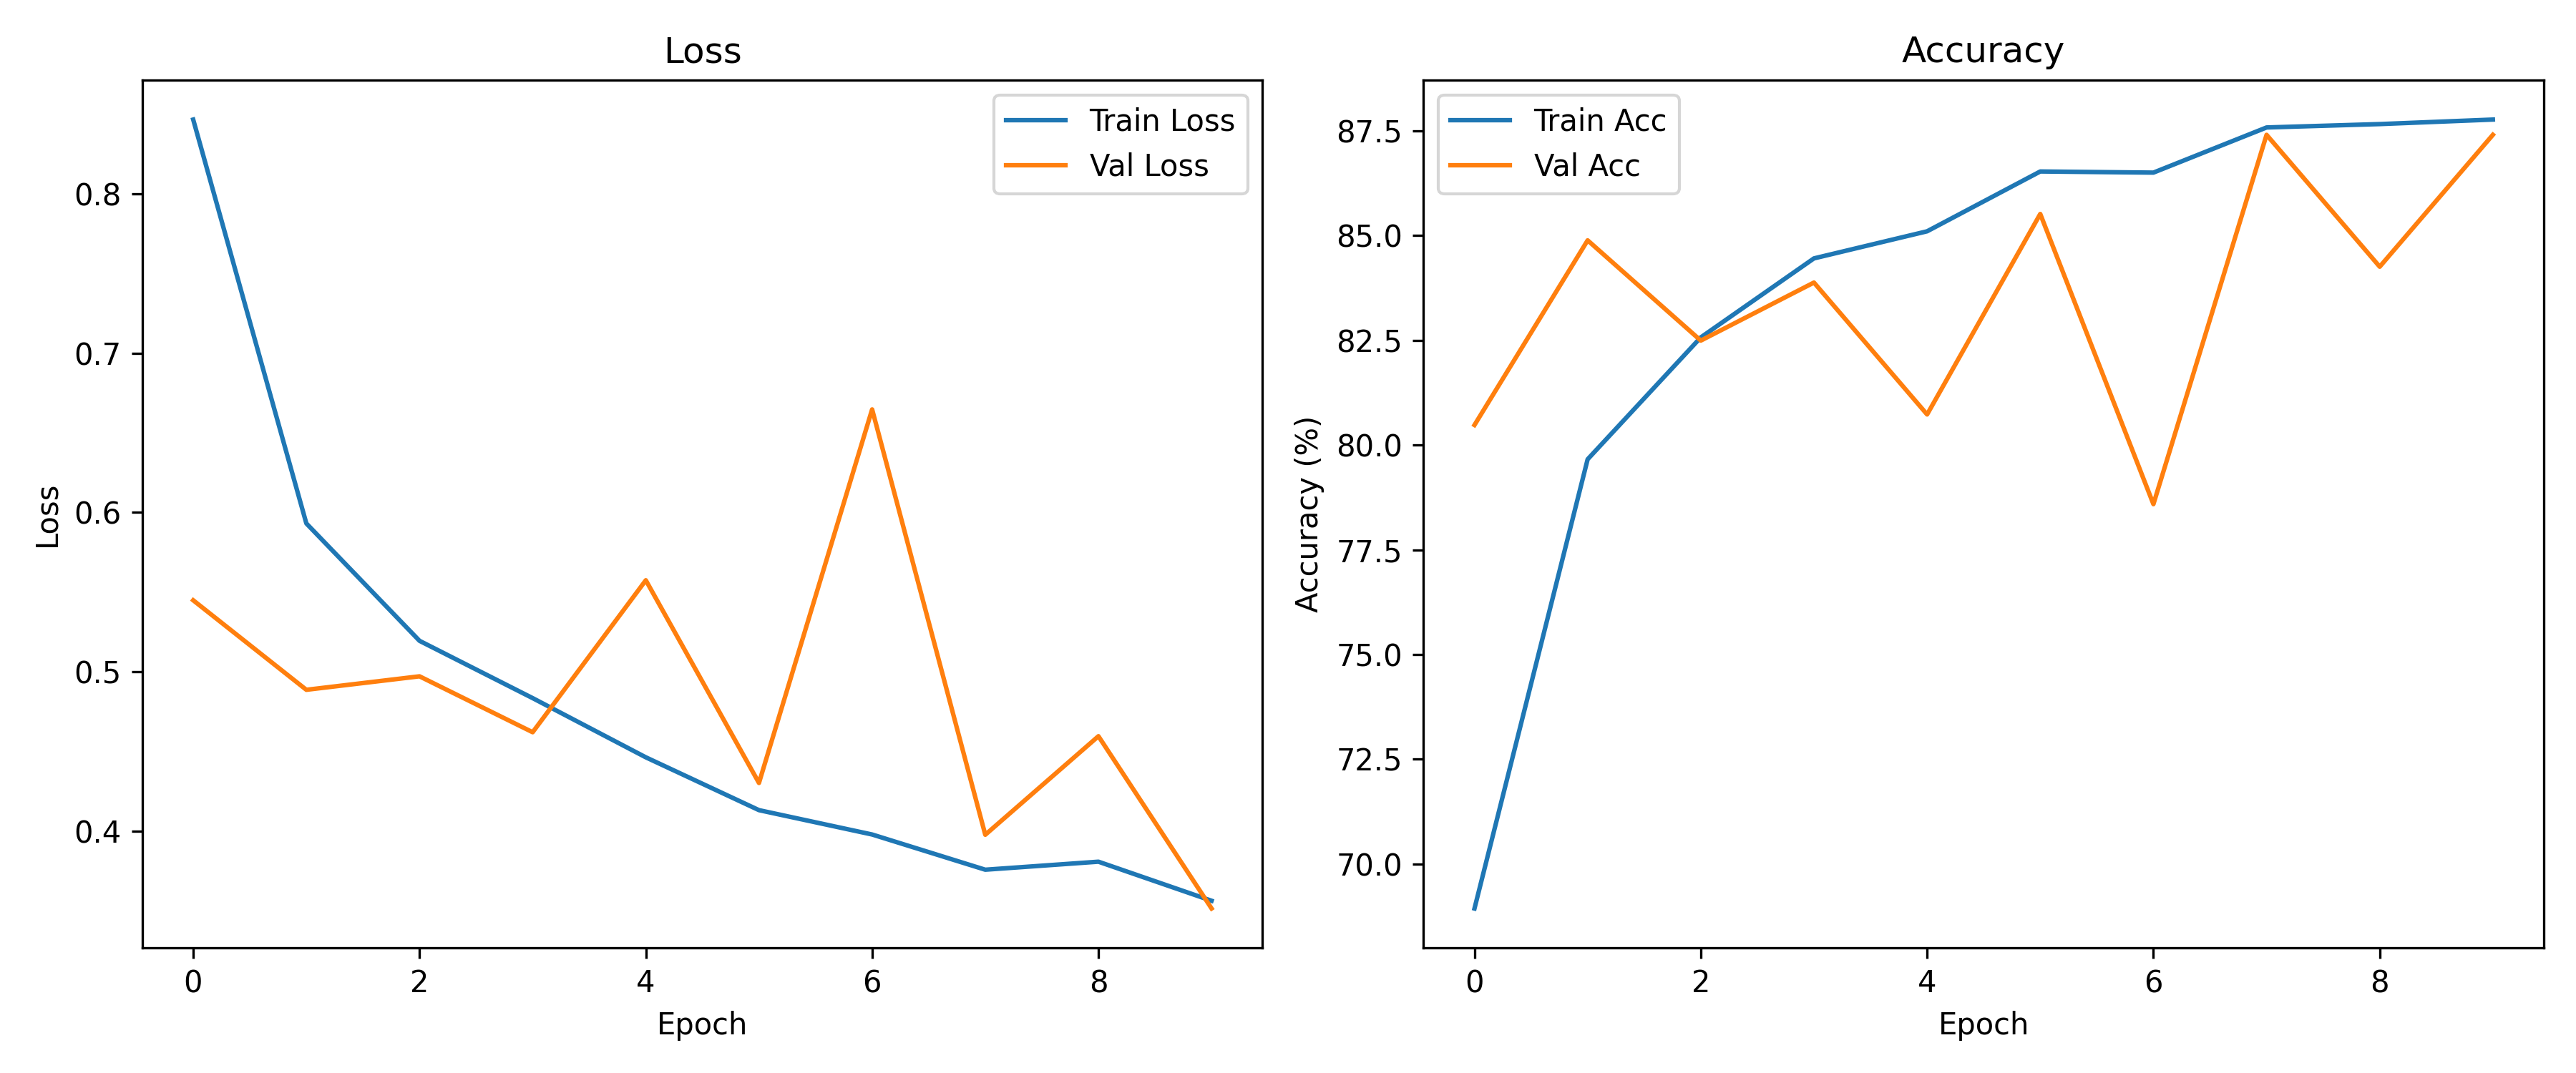 Loss
Train Loss
Val Loss
0.8
0.7
0.6
0.5
0.4
Loss
0
2
4
6
8
Epoch
Accuracy
Train Acc
Val Acc
87.5
85.0
82.5
80.0
77.5
75.0
72.5
70.0
Accuracy (%)
0
2
4
6
8
Epoch